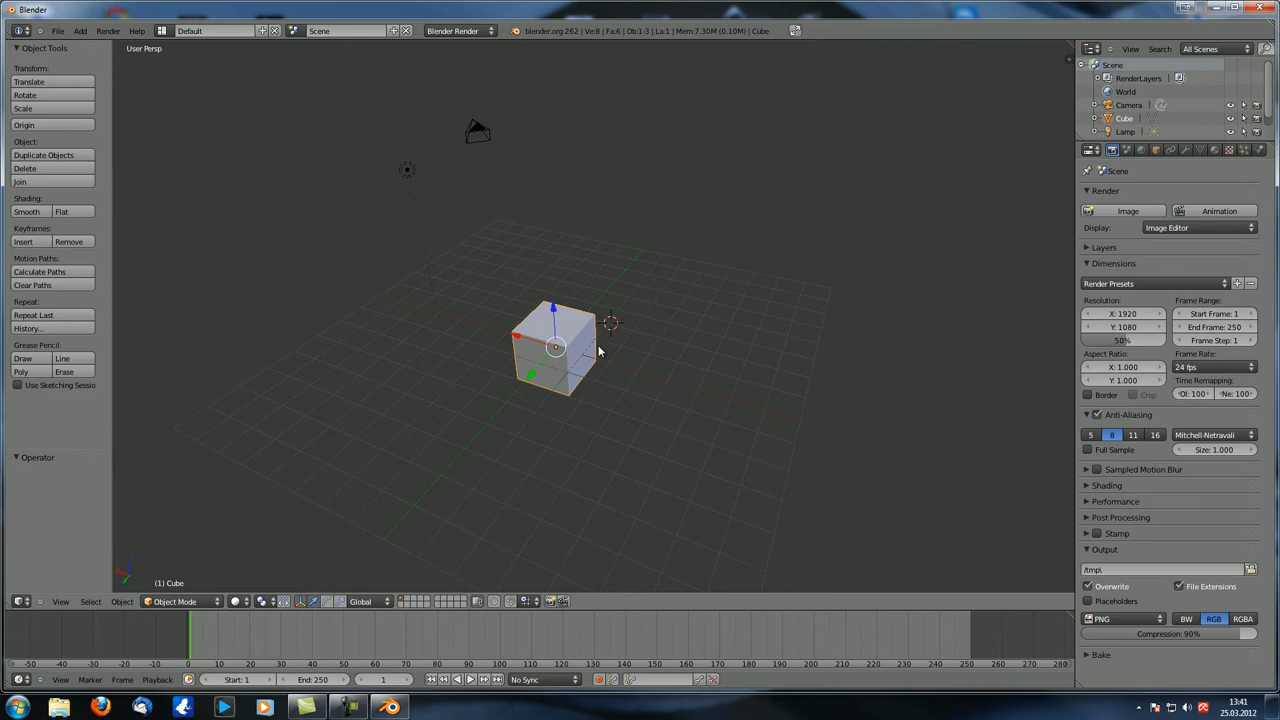 Blender
File Add Render Help Default Scene Blender Render blender.org 262 | Ve:8 | Fa:6 | Ob:1-3 | La:1 | Mem:7.30M (0.10M) | Cube
Object Tools
Transform:
Translate
Rotate
Scale
Origin
Object:
Duplicate Objects
Delete
Join
Shading:
Smooth Flat
Keyframes:
Insert Remove
Motion Paths:
Calculate Paths
Clear Paths
Repeat:
Repeat Last
History...
Grease Pencil:
Draw Line
Poly Erase
Use Sketching Sessio
Operator
User Persp
(1) Cube
View Select Object Object Mode Global
View Search All Scenes
Scene
RenderLayers
World
Camera
Cube
Lamp
Scene
Render
Image Animation
Display: Image Editor
Layers
Dimensions
Render Presets
Resolution: Frame Range:
X: 1920 Start Frame: 1
Y: 1080 End Frame: 250
50% Frame Step: 1
Aspect Ratio: Frame Rate:
X: 1.000 24 fps
Y: 1.000 Time Remapping:
Border Crop Ol: 100 Ne: 100
Anti-Aliasing
5 8 11 16 Mitchell-Netravali
Full Sample Size: 1.000
Sampled Motion Blur
Shading
Performance
Post Processing
Stamp
Output
/tmp\
Overwrite File Extensions
Placeholders
PNG BW RGB RGBA
Compression: 90%
Bake
-50 -40 -30 -20 -10 0 10 20 30 40 50 60 70 80 90 100 110 120 130 140 150 160 170 180 190 200 210 220 230 240 250 260 270 280
View Marker Frame Playback Start: 1 End: 250 1 No Sync
13:41
25.03.2012